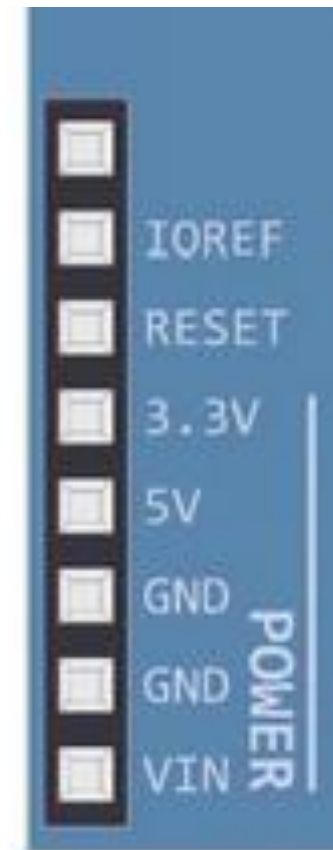 IOREF
RESET
3.3V
5V
GND
GND
VIN
POWER